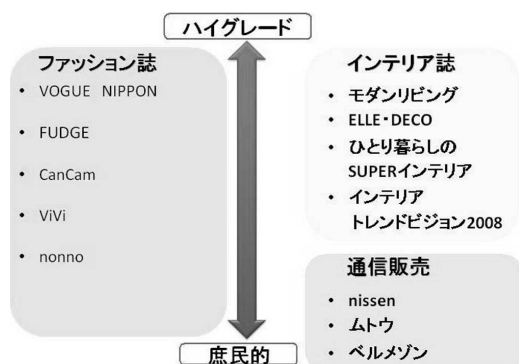 ハイグレード
ファッション誌
• VOGUE NIPPON
• FUDGE
• CanCam
• ViVi
• nonno
インテリア誌
• モダンリビング
• ELLE・DECO
• ひとり暮らしの
SUPERインテリア
• インテリア
トレンドビジョン2008
通信販売
• nissen
• ムトウ
• ベルメゾン
庶民的